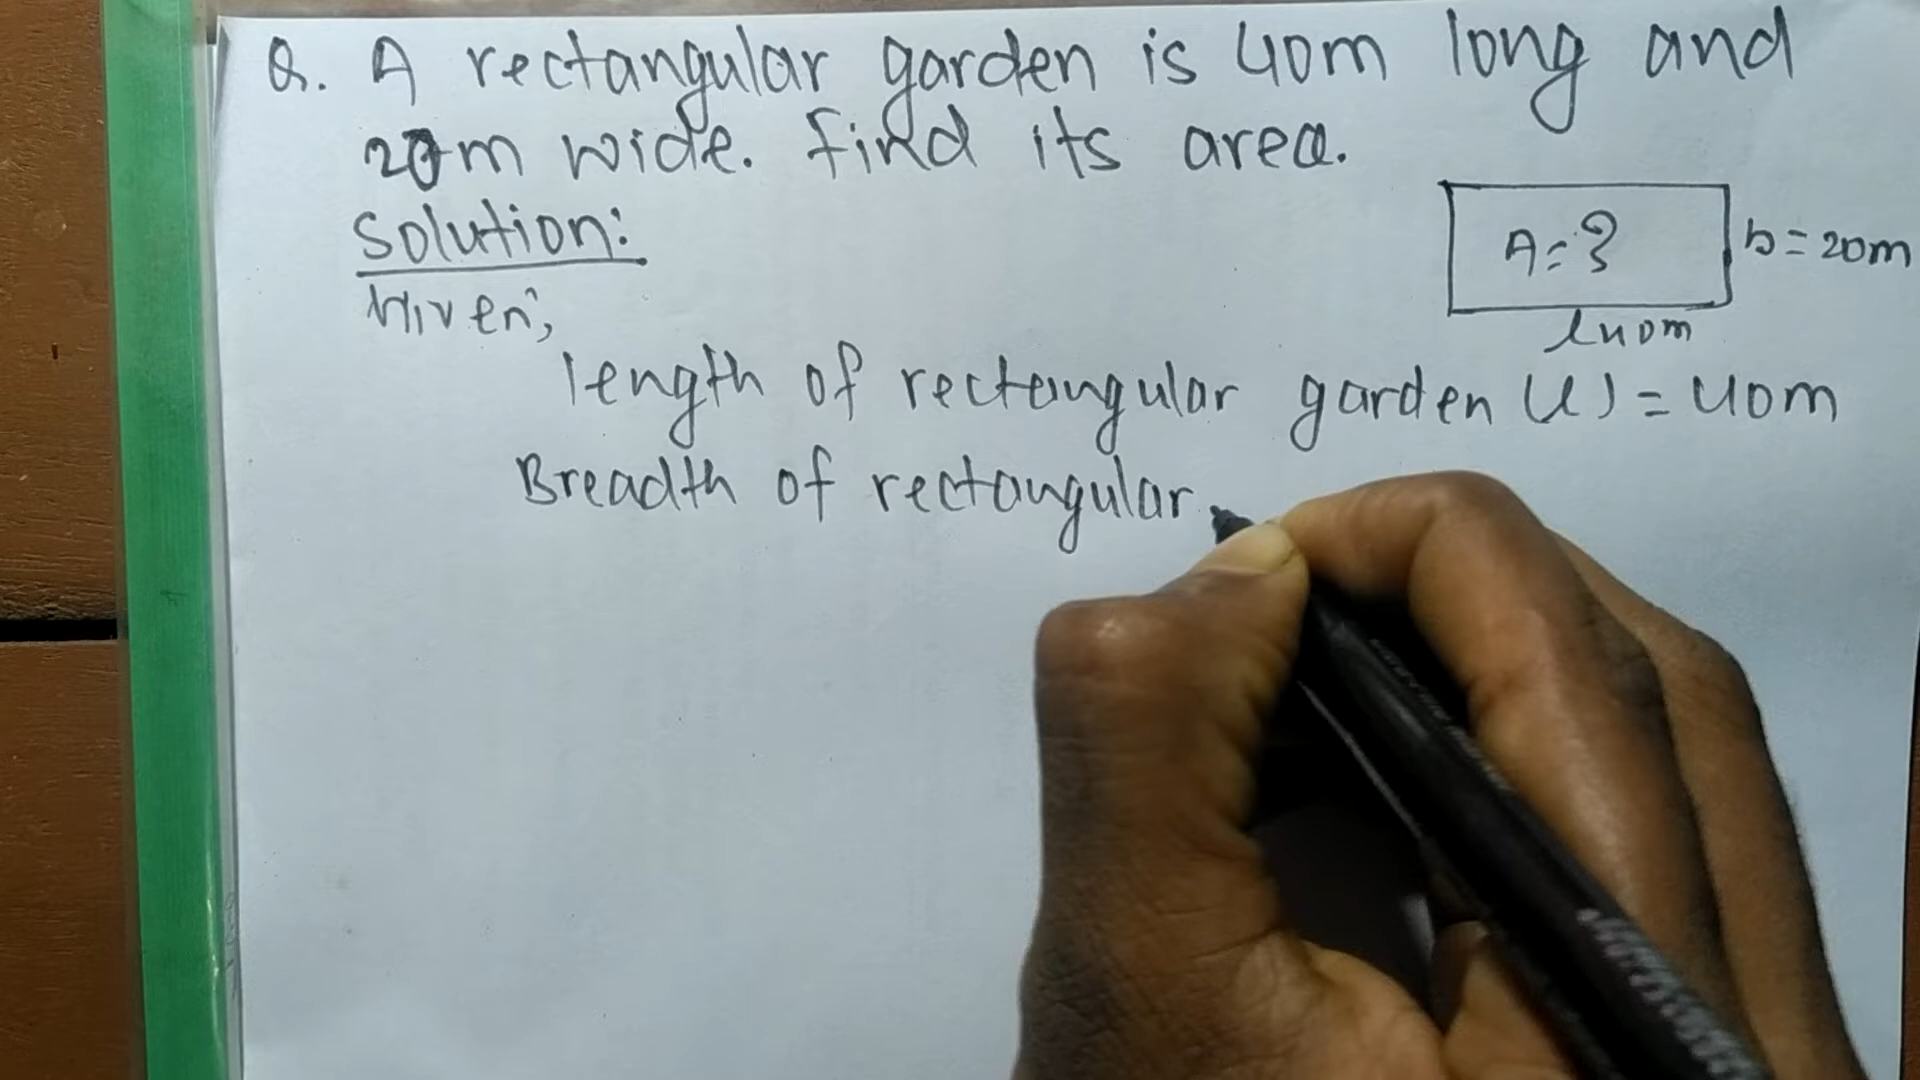 Q. A rectangular garden is 40m long and
20m wide. Find its area.
Solution:
Given;
A=?
b=20m
l40m
length of rectangular garden (l) = 40m
Breadth of rectangular